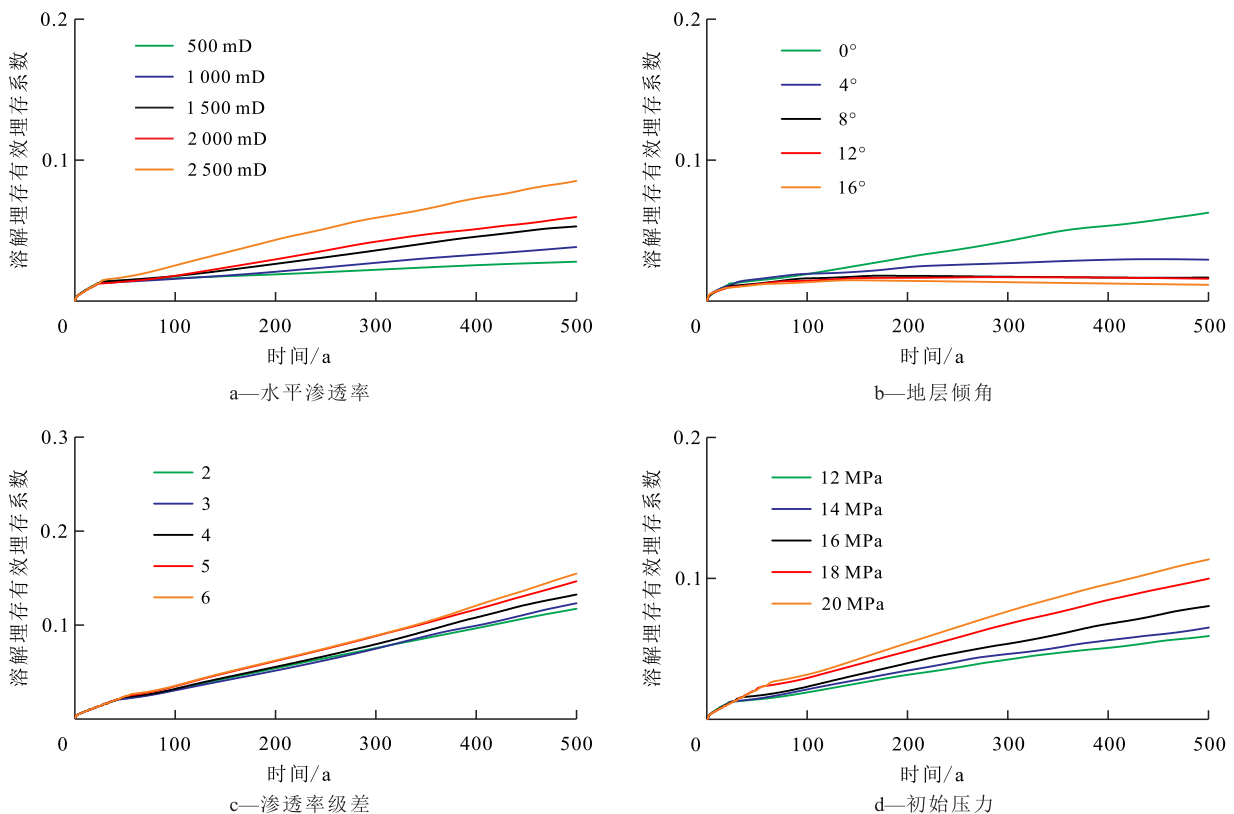 溶解埋存有效埋存系数
0.2
0.1
500 mD
1 000 mD
1 500 mD
2 000 mD
2 500 mD
0
100
200
300
400
500
时间/a
a—水平渗透率
溶解埋存有效埋存系数
0.2
0.1
0°
4°
8°
12°
16°
0
100
200
300
400
500
时间/a
b—地层倾角
溶解埋存有效埋存系数
0.3
0.2
0.1
2
3
4
5
6
0
100
200
300
400
500
时间/a
c—渗透率级差
溶解埋存有效埋存系数
0.2
0.1
12 MPa
14 MPa
16 MPa
18 MPa
20 MPa
0
100
200
300
400
500
时间/a
d—初始压力